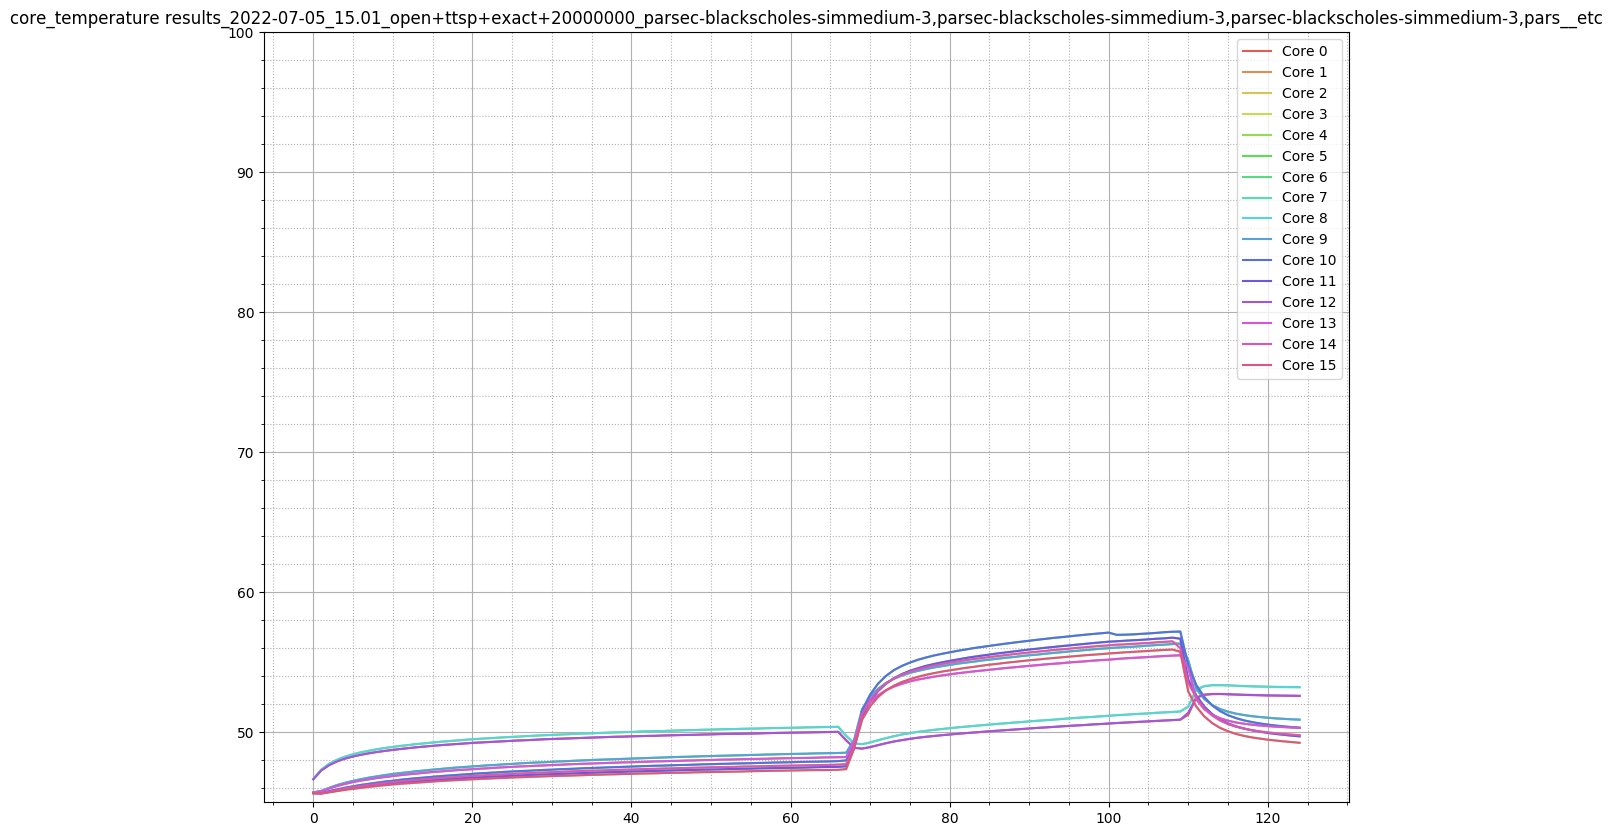 core_temperature results_2022-07-05_15.01_open+ttsp+exact+20000000_parsec-blackscholes-simmedium-3,parsec-blackscholes-simmedium-3,parsec-blackscholes-simmedium-3,pars__etc
100
90
80
70
60
50
Core 0
Core 1
Core 2
Core 3
Core 4
Core 5
Core 6
Core 7
Core 8
Core 9
Core 10
Core 11
Core 12
Core 13
Core 14
Core 15
0 20 40 60 80 100 120